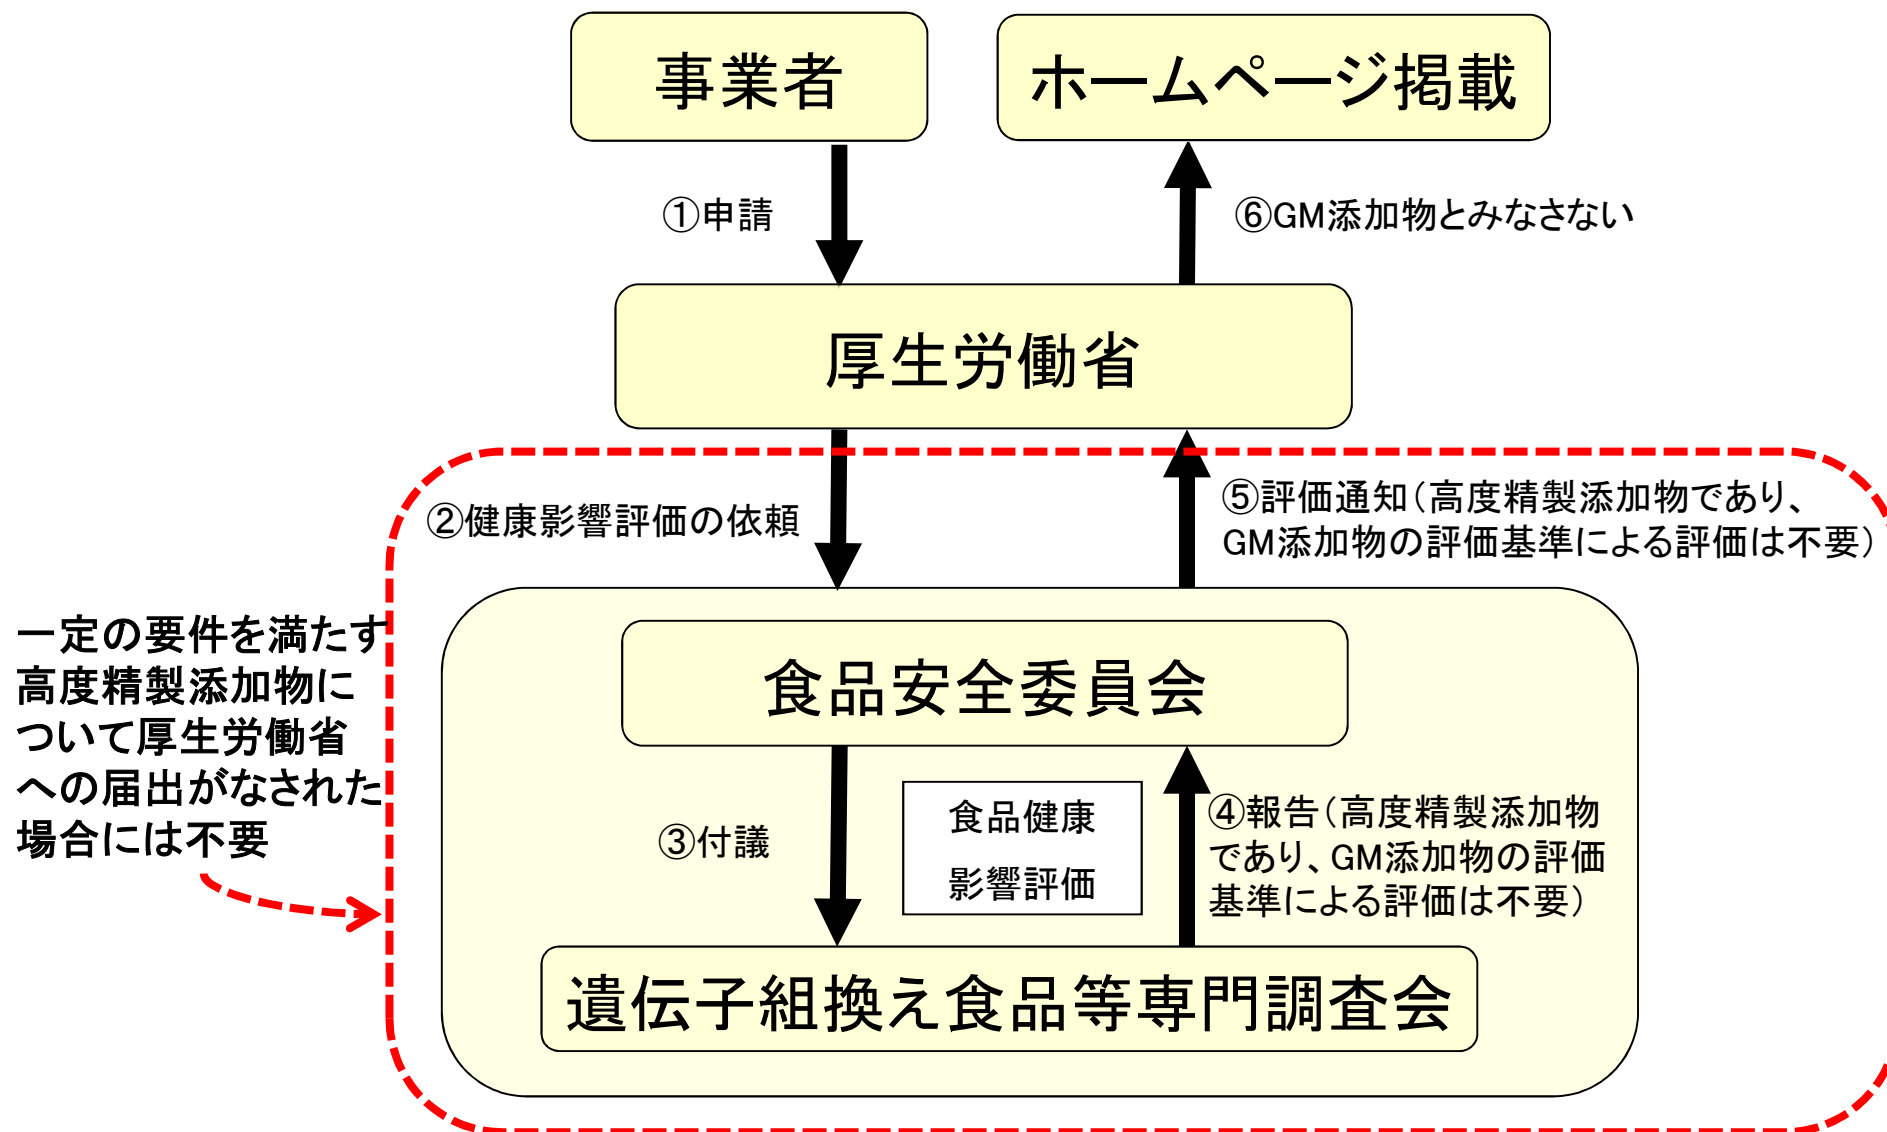 事業者
ホームページ掲載
①申請
⑥GM添加物とみなさない
厚生労働省
②健康影響評価の依頼
⑤評価通知（高度精製添加物であり、
GM添加物の評価基準による評価は不要）
一定の要件を満たす
高度精製添加物に
ついて厚生労働省
への届出がなされた
場合には不要
食品安全委員会
③付議
食品健康
影響評価
④報告（高度精製添加物
であり、GM添加物の評価
基準による評価は不要）
遺伝子組換え食品等専門調査会